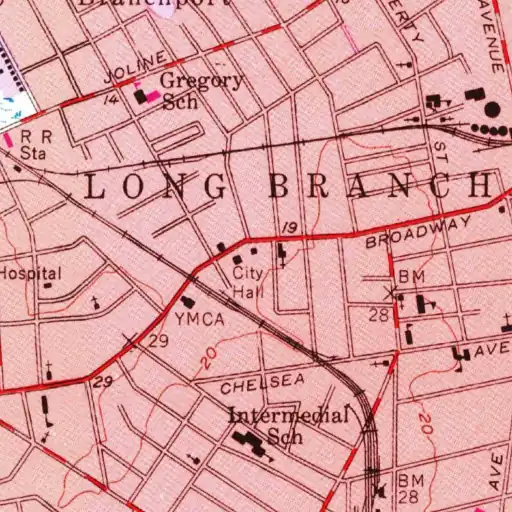 Branchport
ERTY
AVENUE
JOLINE
Gregory
Sch
14
R R
Sta
ST
LONG BRANCH
19
BROADWAY
Hospital
City
Hall
BM
28
YMCA
29
20
29
CHELSEA
AVE
Intermedial
Sch
20
AVE
BM
28